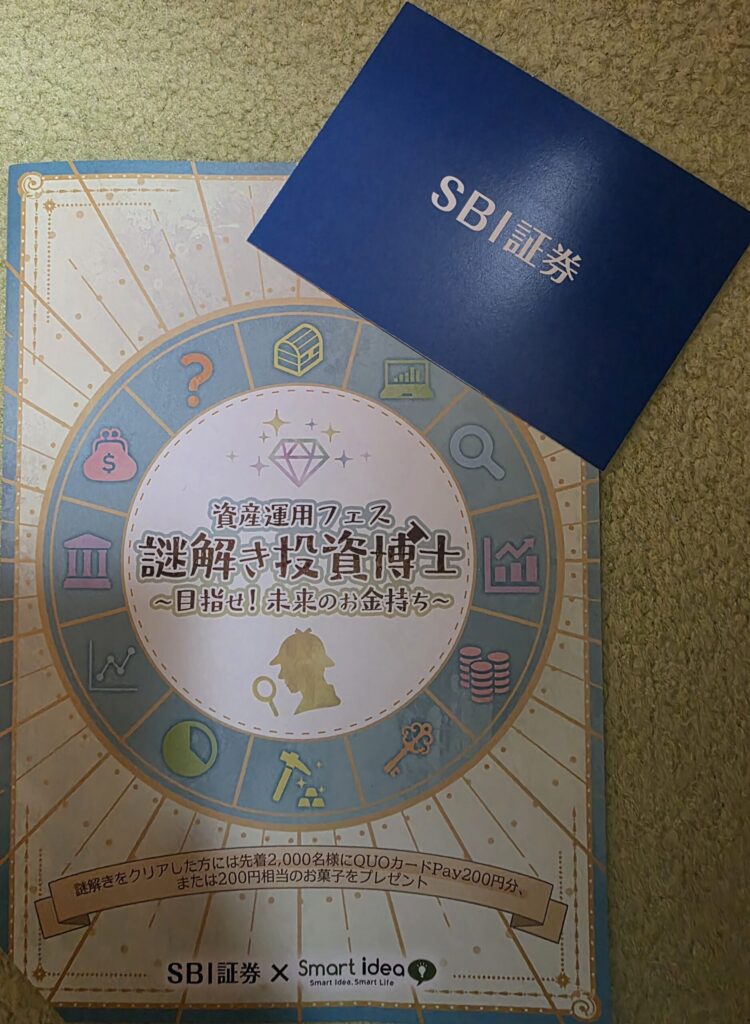 SBI証券
$
資産運用フェス
謎解き投資博士
~目指せ!未来のお金持ち~
謎解きをクリアした方には先着2,000名様にQUOカードPay200円分、
または200円相当のお菓子をプレゼント
SBI証券 × Smart idea
Smart Idea, Smart Life